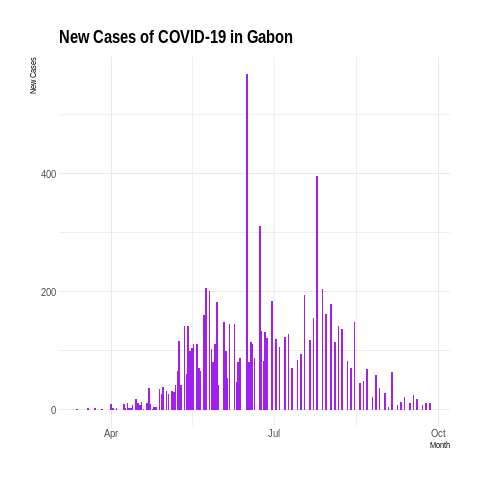 New Cases of COVID-19 in Gabon
New Cases
400
200
0
Apr
Jul
Oct
Month